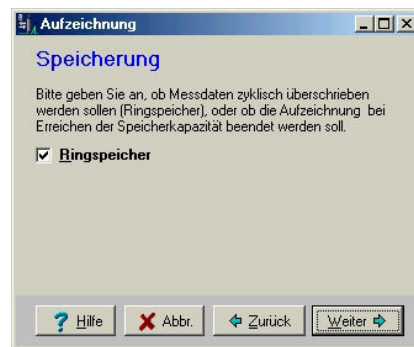 Aufzeichnung
Speicherung
Bitte geben Sie an, ob Messdaten zyklisch überschrieben
werden sollen (Ringspeicher), oder ob die Aufzeichnung bei
Erreichen der Speicherkapazität beendet werden soll.
Ringspeicher
? Hilfe Abbr. Zurück Weiter